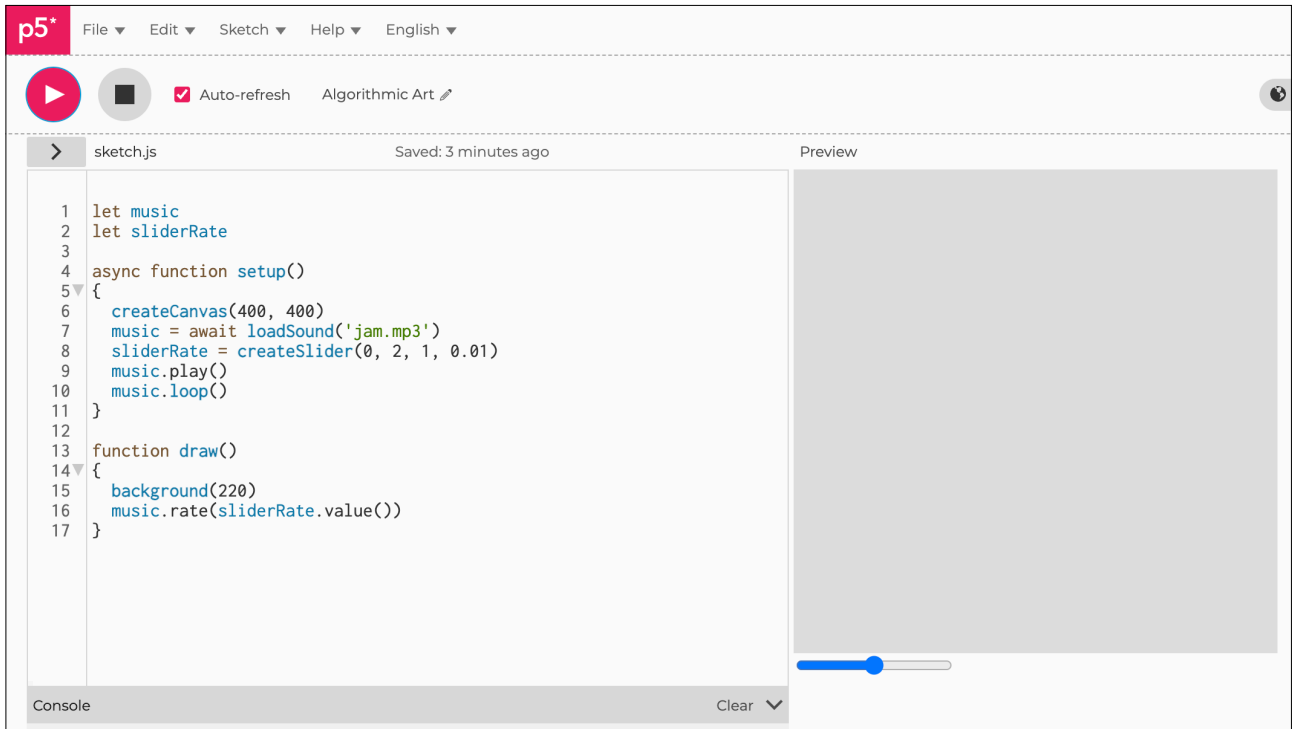 p5* File Edit Sketch Help English
Auto-refresh Algorithmic Art
sketch.js Saved: 3 minutes ago Preview
1 let music
2 let sliderRate
3
4 async function setup()
5 {
6 createCanvas(400, 400)
7 music = await loadSound('jam.mp3')
8 sliderRate = createSlider(0, 2, 1, 0.01)
9 music.play()
10 music.loop()
11 }
12
13 function draw()
14 {
15 background(220)
16 music.rate(sliderRate.value())
17 }
Console Clear